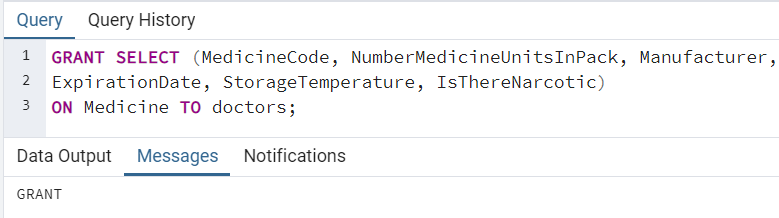 Query Query History
1 GRANT SELECT (MedicineCode, NumberMedicineUnitsInPack, Manufacturer,
2 ExpirationDate, StorageTemperature, IsThereNarcotic)
3 ON Medicine TO doctors;
Data Output Messages Notifications
GRANT